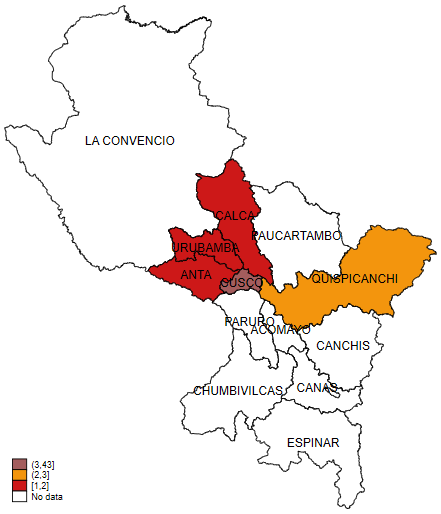 LA CONVENCIO
CALCA
PAUCARTAMBO
URUBAMBA
ANTA
CUSCO
QUISPICANCHI
PARURO
ACOMAYO
CANCHIS
CHUMBIVILCAS
CANAS
ESPINAR
(3,43]
(2,3]
[1,2]
No data